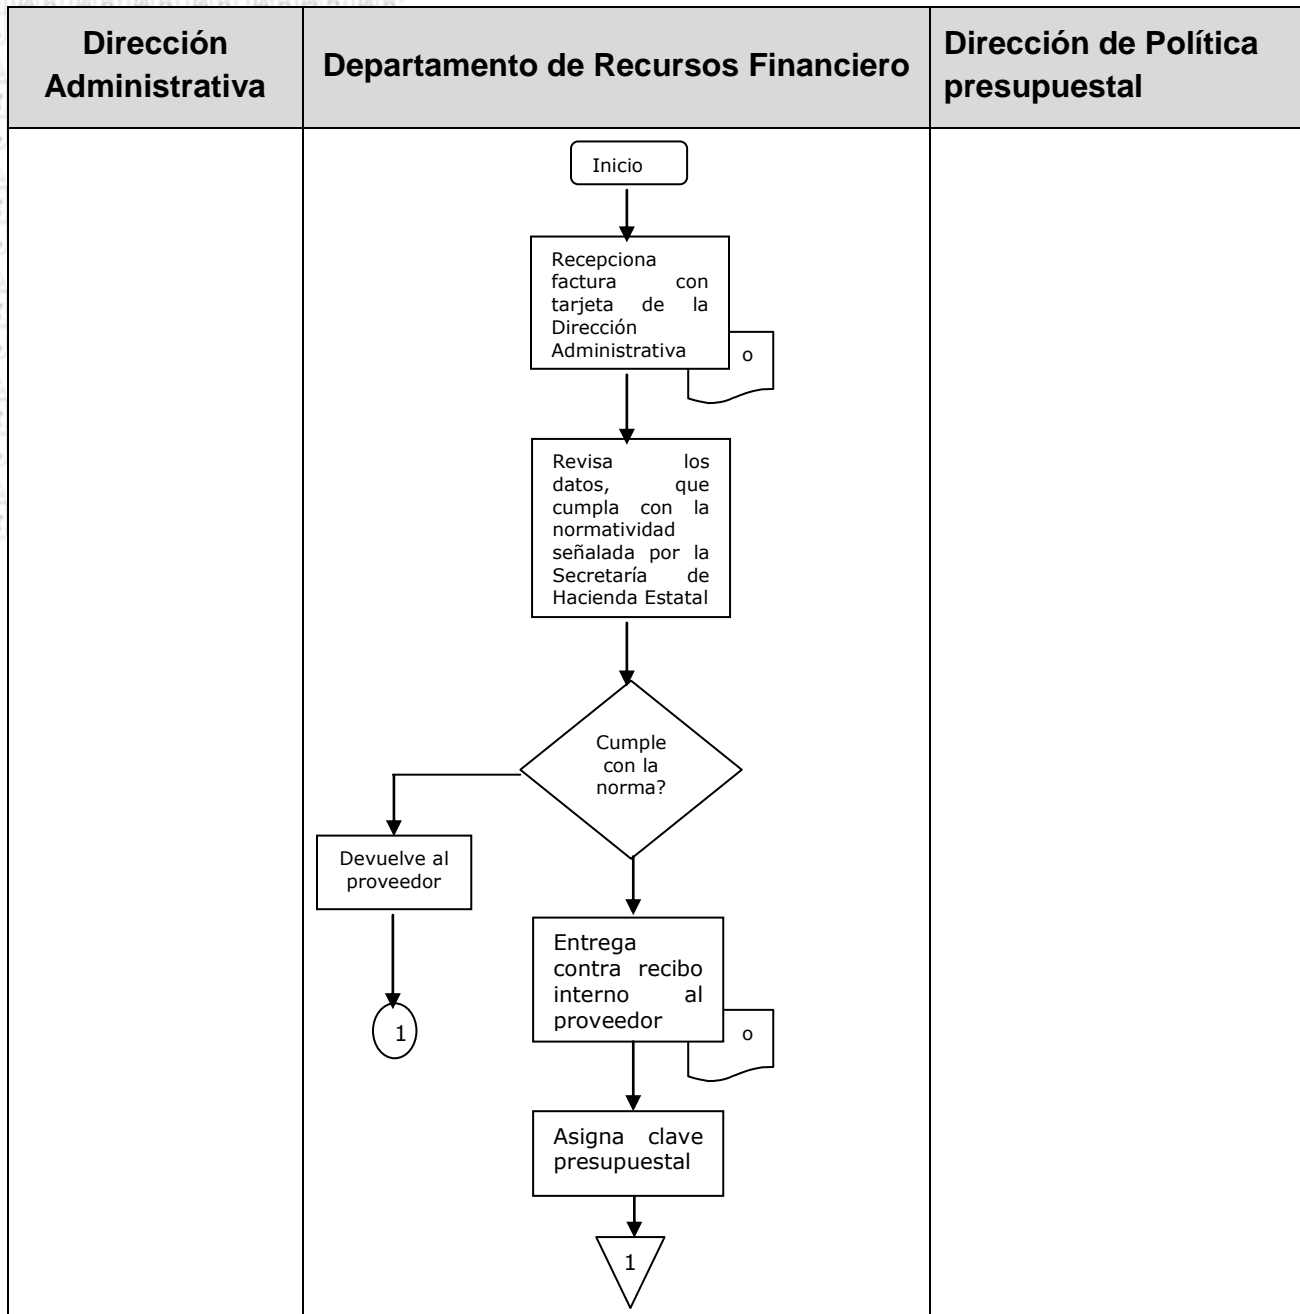 Dirección
Administrativa
Departamento de Recursos Financiero
Dirección de Política
presupuestal
Inicio
Recepciona
factura con
tarjeta de la
Dirección
Administrativa
o
Revisa los
datos, que
cumpla con la
normatividad
señalada por la
Secretaría de
Hacienda Estatal
Cumple
con la
norma?
Devuelve al
proveedor
1
Entrega
contra recibo
interno al
proveedor
o
Asigna clave
presupuestal
1